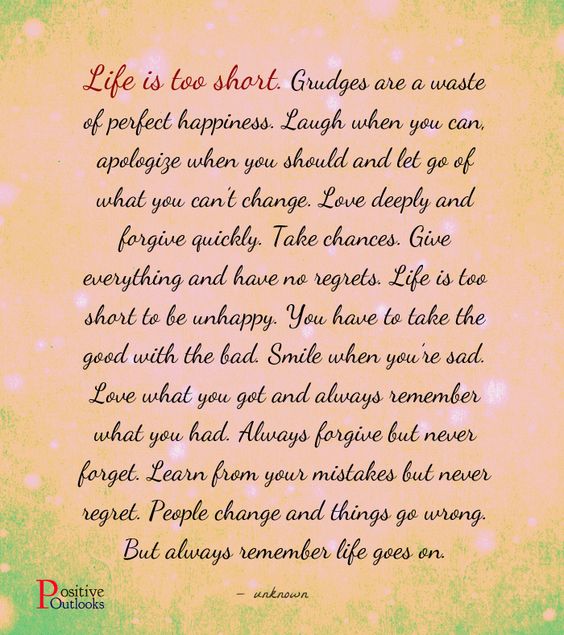 Life is too short. Grudges are a waste
of perfect happiness. Laugh when you can,
apologize when you should and let go of
what you can't change. Love deeply and
forgive quickly. Take chances. Give
everything and have no regrets. Life is too
short to be unhappy. You have to take the
good with the bad. Smile when you're sad.
Love what you got and always remember
what you had. Always forgive but never
forget. Learn from your mistakes but never
regret. People change and things go wrong.
But always remember life goes on.
– unknown
Positive
Outlooks